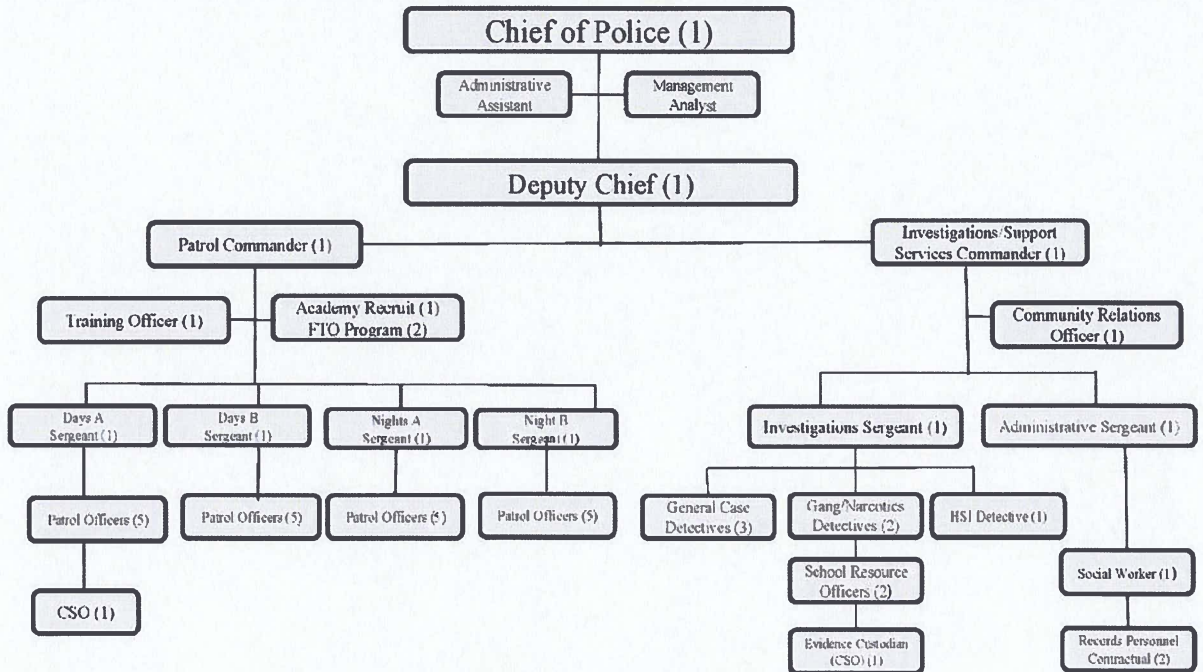 Chief of Police (1)
Administrative
Assistant
Management
Analyst
Deputy Chief (1)
Patrol Commander (1)
Investigations/Support
Services Commander (1)
Training Officer (1)
Academy Recruit (1)
FTO Program (2)
Community Relations
Officer (1)
Days A
Sergeant (1)
Days B
Sergeant (1)
Nights A
Sergeant (1)
Night B
Sergeant (1)
Investigations Sergeant (1)
Administrative Sergeant (1)
Patrol Officers (5)
Patrol Officers (5)
Patrol Officers (5)
Patrol Officers (5)
General Case
Detectives (3)
Gang/Narcotics
Detectives (2)
HSI Detective (1)
CSO (1)
School Resource
Officers (2)
Social Worker (1)
Evidence Custodian
(CSO) (1)
Records Personnel
Contractual (2)